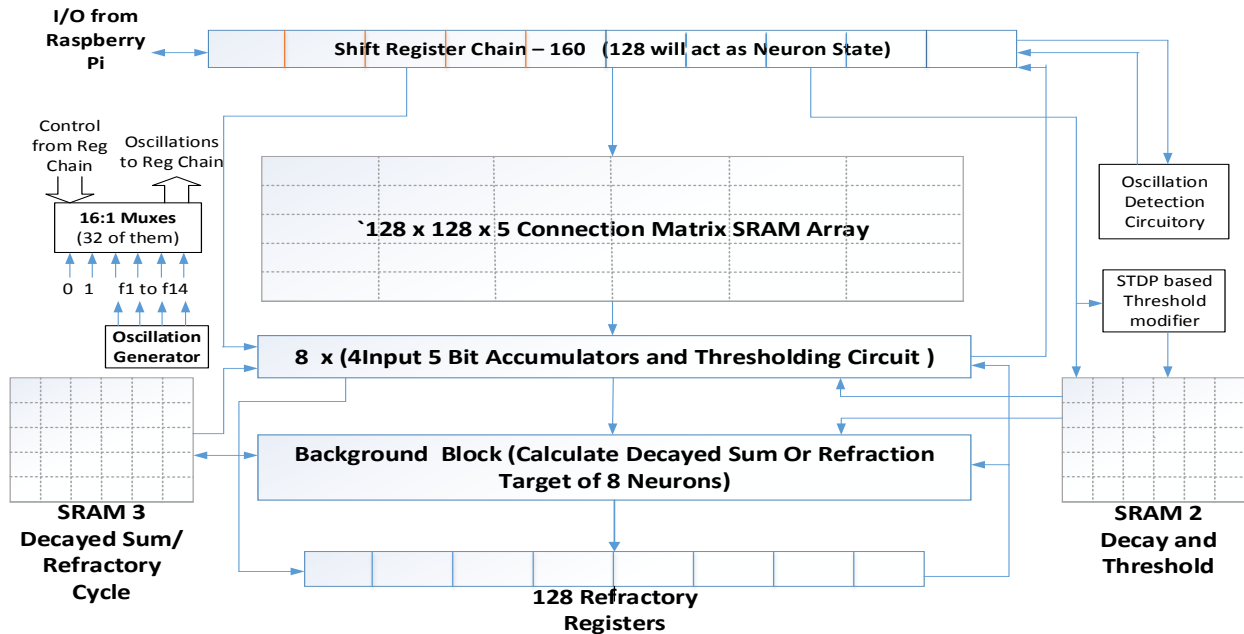 I/O from
Raspberry
Pi
Shift Register Chain – 160 (128 will act as Neuron State)
Control
from Reg
Chain
Oscillations
to Reg Chain
16:1 Muxes
(32 of them)
0 1 f1 to f14
Oscillation
Generator
`128 x 128 x 5 Connection Matrix SRAM Array
Oscillation
Detection
Circuitory
STDP based
Threshold
modifier
8 x (4Input 5 Bit Accumulators and Thresholding Circuit )
Background Block (Calculate Decayed Sum Or Refraction
Target of 8 Neurons)
SRAM 3
Decayed Sum/
Refractory
Cycle
SRAM 2
Decay and
Threshold
128 Refractory
Registers